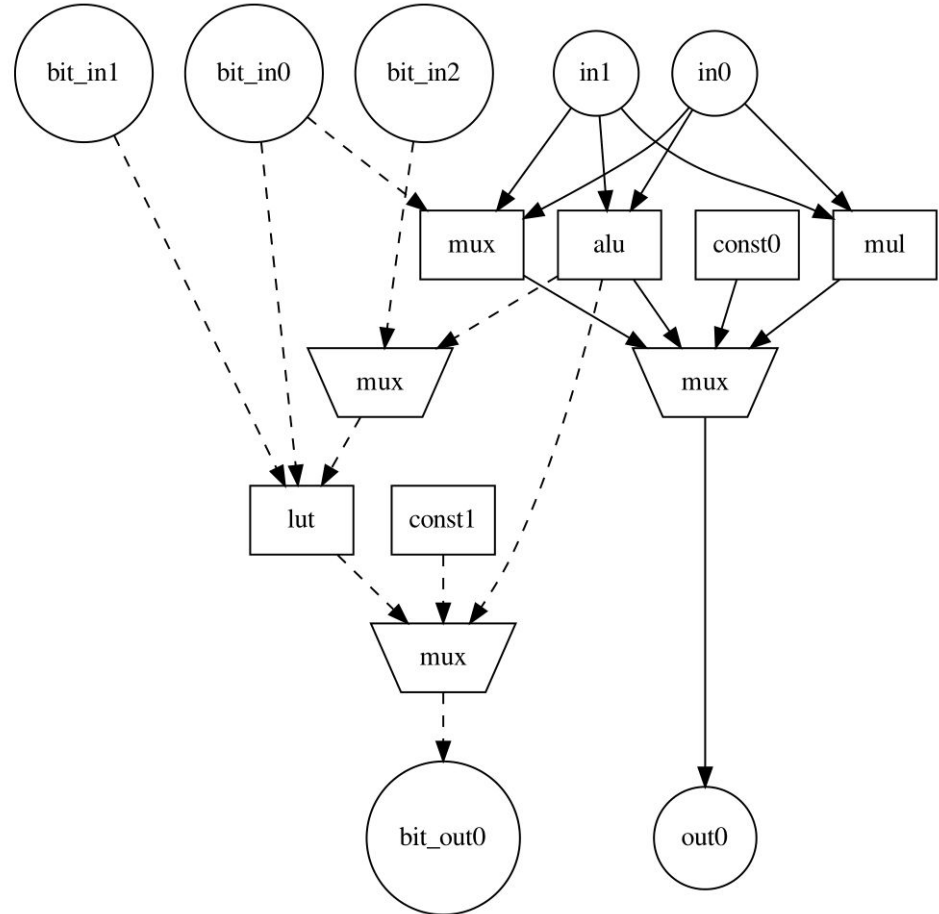 bit_in1
bit_in0
bit_in2
in1
in0
mux
alu
const0
mul
mux
mux
lut
const1
mux
bit_out0
out0